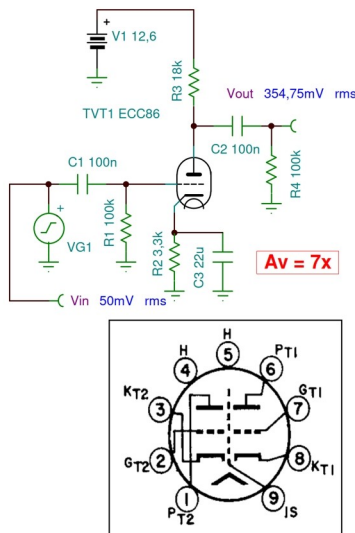 V1 12,6
R3 18k
Vout 354,75mV rms
TVT1 ECC86
C2 100n
R4 100k
C1 100n
R1 100k
VG1
R2 3,3k
C3 22u
Av = 7x
Vin 50mV rms
H
H
5
PT1
4
6
KT2
GT1
3
7
2
8
GT2
KT1
1
9
PT2
IS